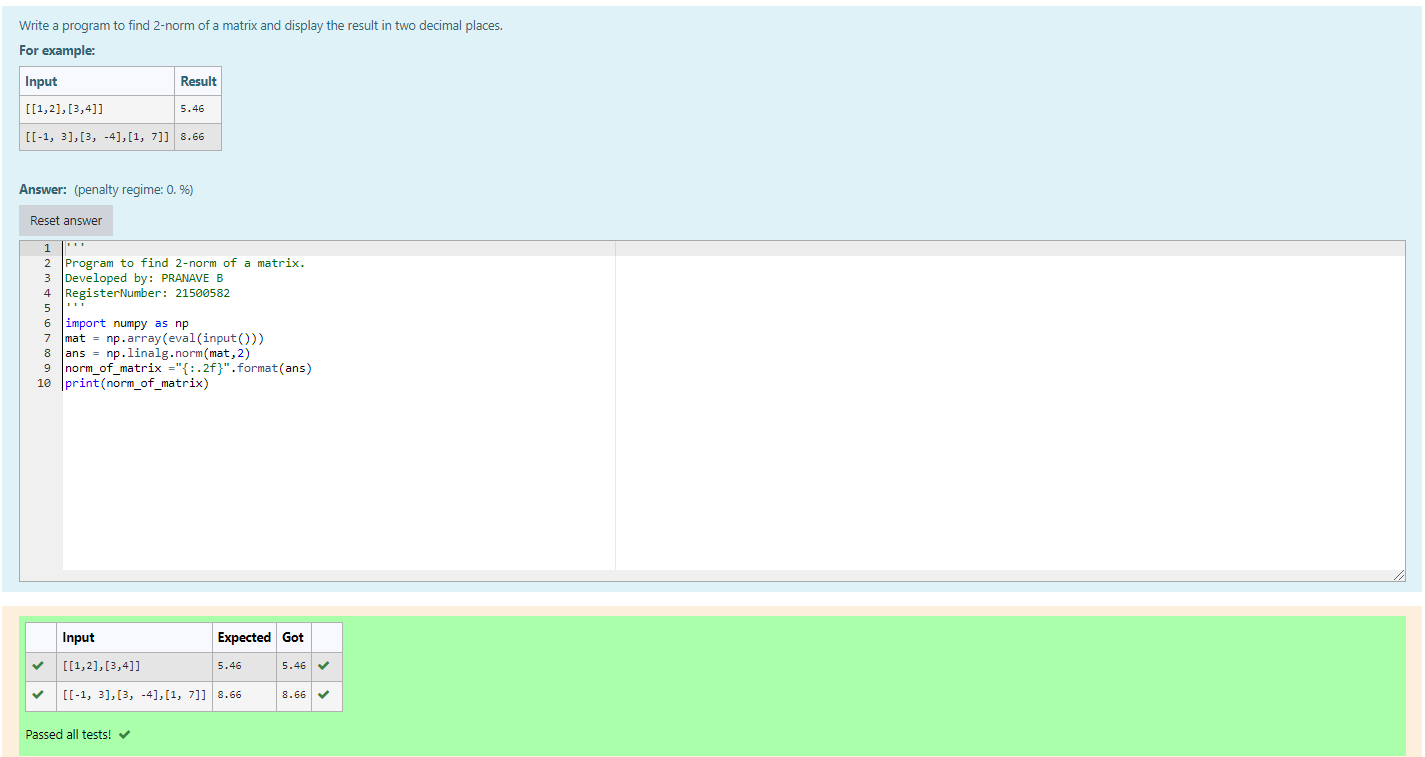 Write a program to find 2-norm of a matrix and display the result in two decimal places.
For example:
Input Result
[[1,2],[3,4]] 5.46
[[-1, 3],[3, -4],[1, 7]] 8.66
Answer: (penalty regime: 0. %)
Reset answer
1 '''
2 Program to find 2-norm of a matrix.
3 Developed by: PRANAVE B
4 RegisterNumber: 21500582
5 '''
6 import numpy as np
7 mat = np.array(eval(input()))
8 ans = np.linalg.norm(mat,2)
9 norm_of_matrix ="{:.2f}".format(ans)
10 print(norm_of_matrix)
Input Expected Got
[[1,2],[3,4]] 5.46 5.46
[[-1, 3],[3, -4],[1, 7]] 8.66 8.66
Passed all tests!